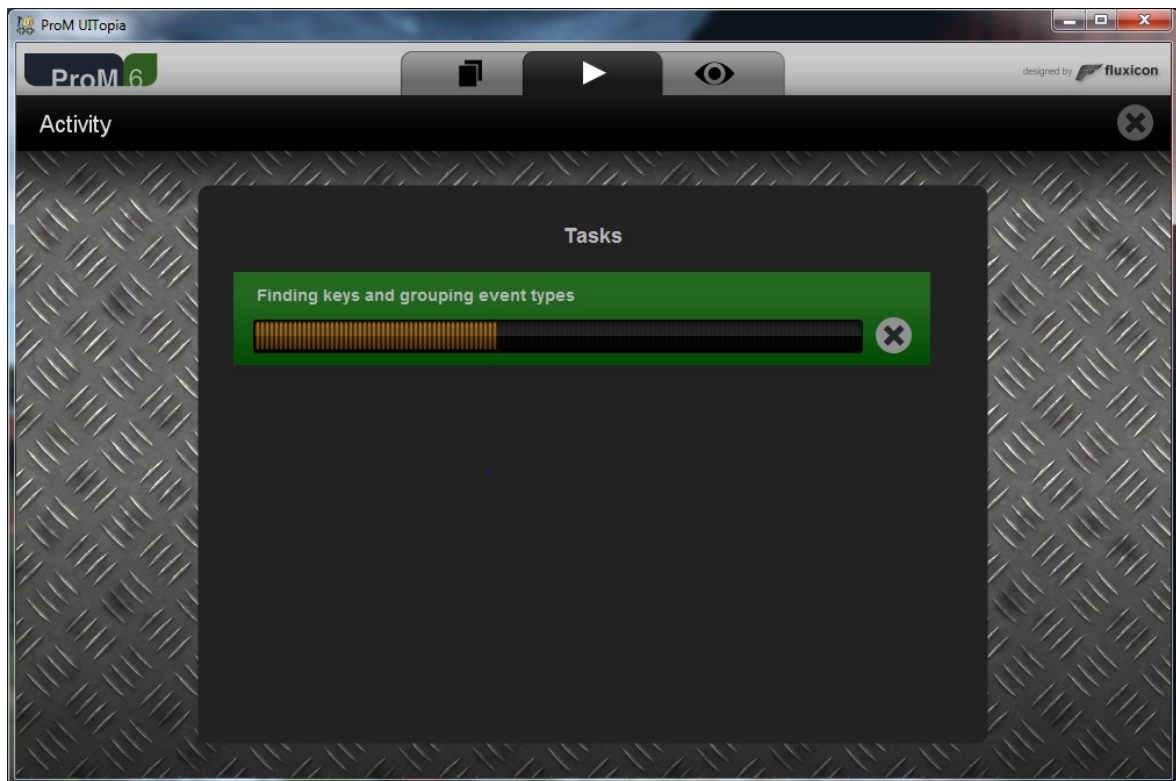 ProM UITopia
ProM 6
designed by fluxicon
Activity
Tasks
Finding keys and grouping event types